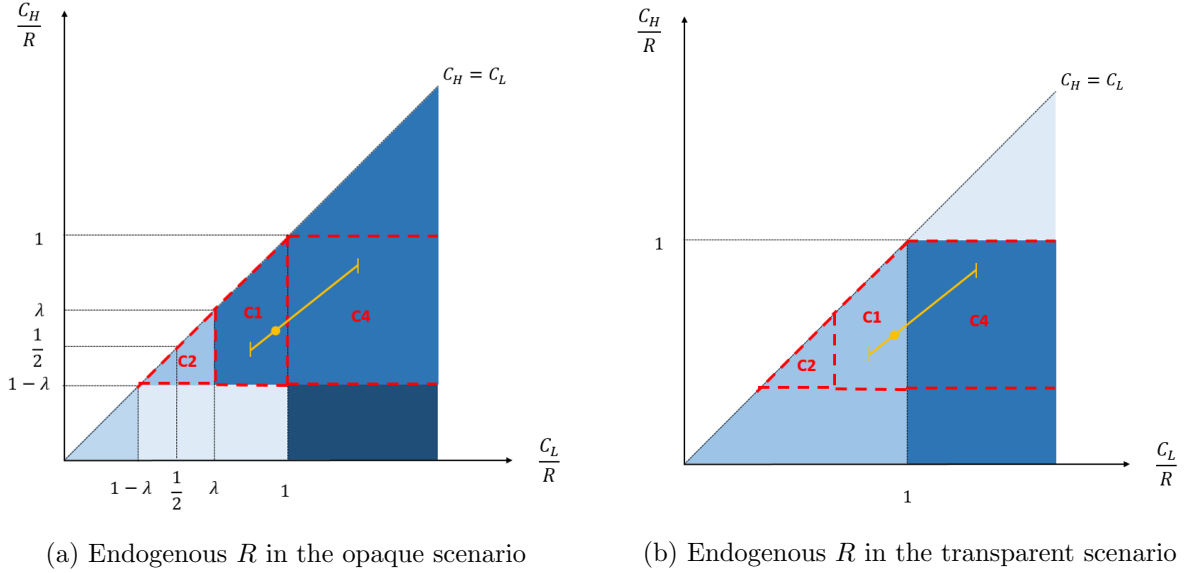 C_H/R
C_H = C_L
1
λ
1/2
1 − λ
C1
C2
C4
1 − λ
1/2
λ
1
C_L/R
(a) Endogenous R in the opaque scenario
C_H/R
C_H = C_L
1
C1
C2
C4
1
C_L/R
(b) Endogenous R in the transparent scenario